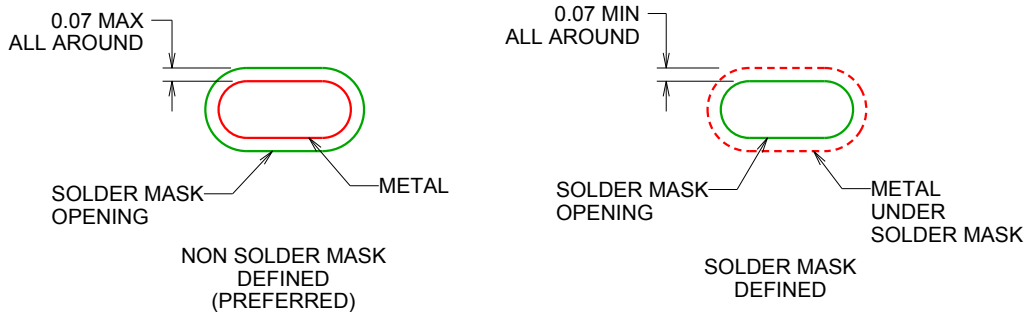 0.07 MAX
ALL AROUND
SOLDER MASK
OPENING
METAL
NON SOLDER MASK
DEFINED
(PREFERRED)
0.07 MIN
ALL AROUND
SOLDER MASK
OPENING
METAL
UNDER
SOLDER MASK
SOLDER MASK
DEFINED